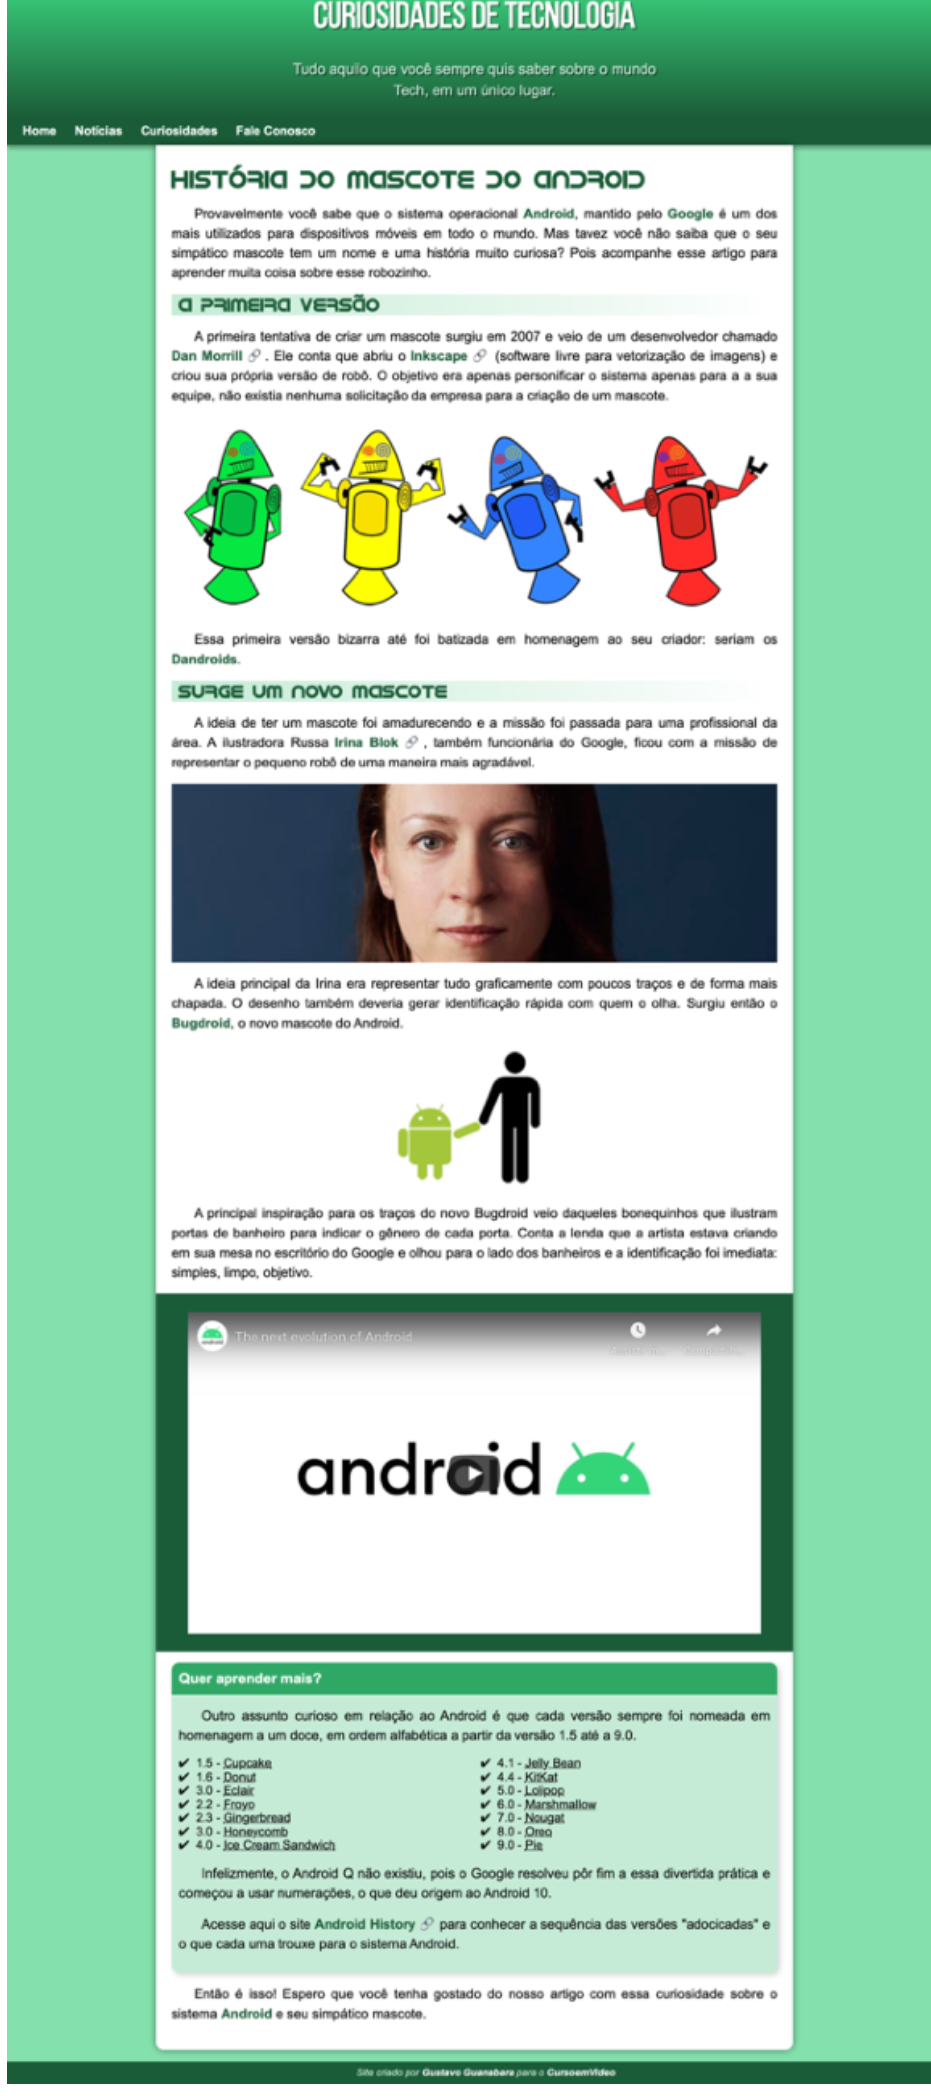 CURIOSIDADES DE TECNOLOGIA
Tudo aquilo que você sempre quis saber sobre o mundo
Tech, em um único lugar.
Home Notícias Curiosidades Fale Conosco
HISTÓRIA DO MASCOTE DO ANDROID
Provavelmente você sabe que o sistema operacional Android, mantido pelo Google é um dos
mais utilizados para dispositivos móveis em todo o mundo. Mas tavez você não saiba que o seu
simpático mascote tem um nome e uma história muito curiosa? Pois acompanhe esse artigo para
aprender muita coisa sobre esse robozinho.
A PRIMEIRA VERSÃO
A primeira tentativa de criar um mascote surgiu em 2007 e veio de um desenvolvedor chamado
Dan Morrill . Ele conta que abriu o Inkscape (software livre para vetorização de imagens) e
criou sua própria versão de robô. O objetivo era apenas personificar o sistema apenas para a a sua
equipe, não existia nenhuma solicitação da empresa para a criação de um mascote.
Essa primeira versão bizarra até foi batizada em homenagem ao seu criador: seriam os
Dandroids.
SURGE UM NOVO MASCOTE
A ideia de ter um mascote foi amadurecendo e a missão foi passada para uma profissional da
área. A ilustradora Russa Irina Blok , também funcionária do Google, ficou com a missão de
representar o pequeno robô de uma maneira mais agradável.
A ideia principal da Irina era representar tudo graficamente com poucos traços e de forma mais
chapada. O desenho também deveria gerar identificação rápida com quem o olha. Surgiu então o
Bugdroid, o novo mascote do Android.
A principal inspiração para os traços do novo Bugdroid veio daqueles bonequinhos que ilustram
portas de banheiro para indicar o gênero de cada porta. Conta a lenda que a artista estava criando
em sua mesa no escritório do Google e olhou para o lado dos banheiros e a identificação foi imediata:
simples, limpo, objetivo.
The next evolution of Android
android
Quer aprender mais?
Outro assunto curioso em relação ao Android é que cada versão sempre foi nomeada em
homenagem a um doce, em ordem alfabética a partir da versão 1.5 até a 9.0.
✔ 1.5 - Cupcake
✔ 1.6 - Donut
✔ 3.0 - Eclair
✔ 2.2 - Froyo
✔ 2.3 - Gingerbread
✔ 3.0 - Honeycomb
✔ 4.0 - Ice Cream Sandwich
✔ 4.1 - Jelly Bean
✔ 4.4 - KitKat
✔ 5.0 - Lolipop
✔ 6.0 - Marshmallow
✔ 7.0 - Nougat
✔ 8.0 - Oreo
✔ 9.0 - Pie
Infelizmente, o Android Q não existiu, pois o Google resolveu pôr fim a essa divertida prática e
começou a usar numerações, o que deu origem ao Android 10.
Acesse aqui o site Android History para conhecer a sequência das versões "adocicadas" e
o que cada uma trouxe para o sistema Android.
Então é isso! Espero que você tenha gostado do nosso artigo com essa curiosidade sobre o
sistema Android e seu simpático mascote.
Site criado por Gustavo Guanabara para o CursoemVideo